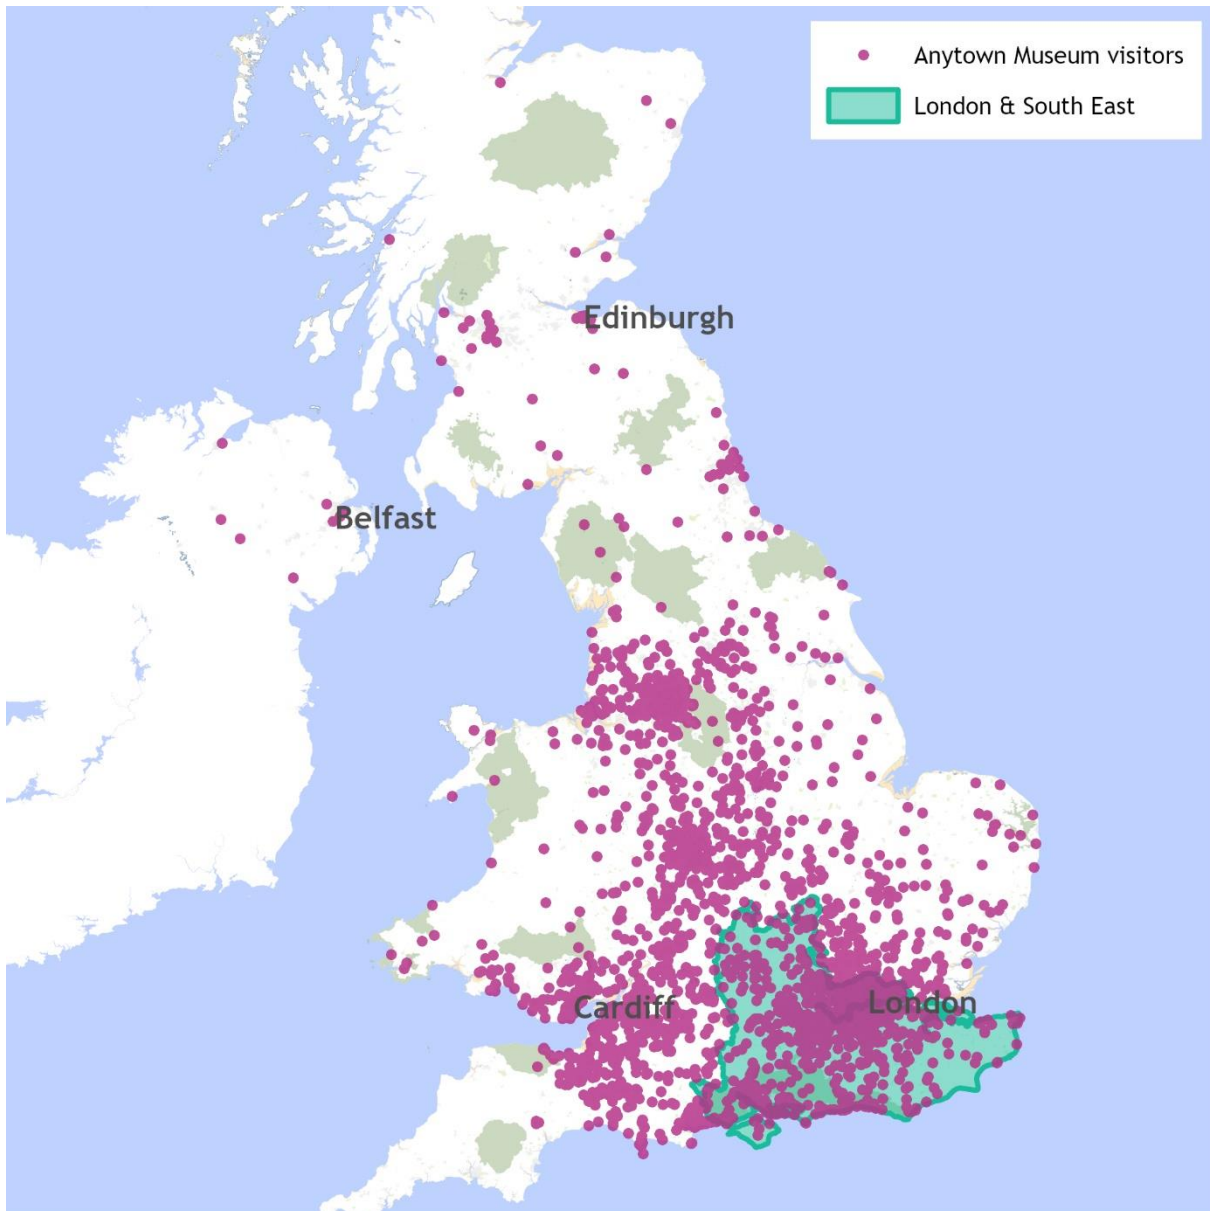 Anytown Museum visitors
London & South East
Edinburgh
Belfast
Cardiff
London